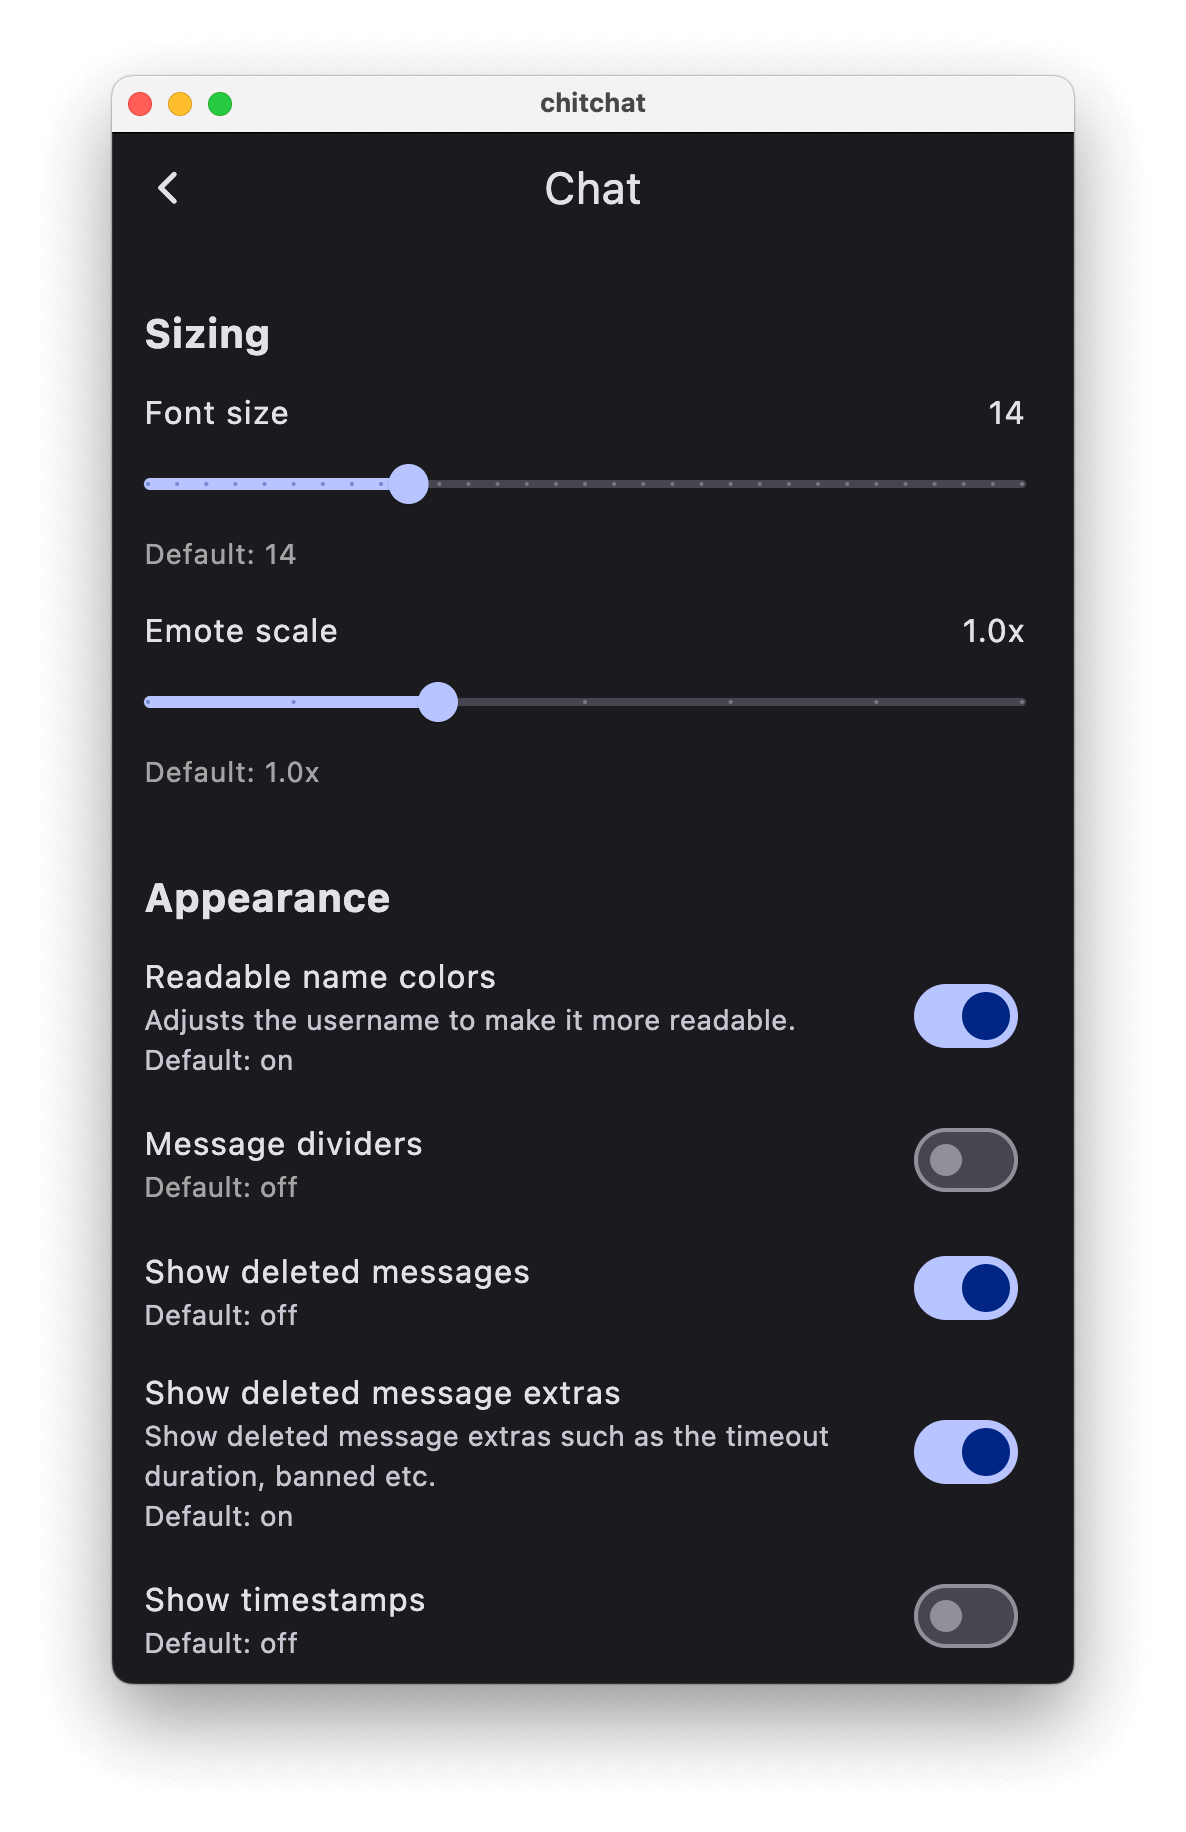 chitchat
Chat
Sizing
Font size 14
Default: 14
Emote scale 1.0x
Default: 1.0x
Appearance
Readable name colors
Adjusts the username to make it more readable.
Default: on
Message dividers
Default: off
Show deleted messages
Default: off
Show deleted message extras
Show deleted message extras such as the timeout
duration, banned etc.
Default: on
Show timestamps
Default: off